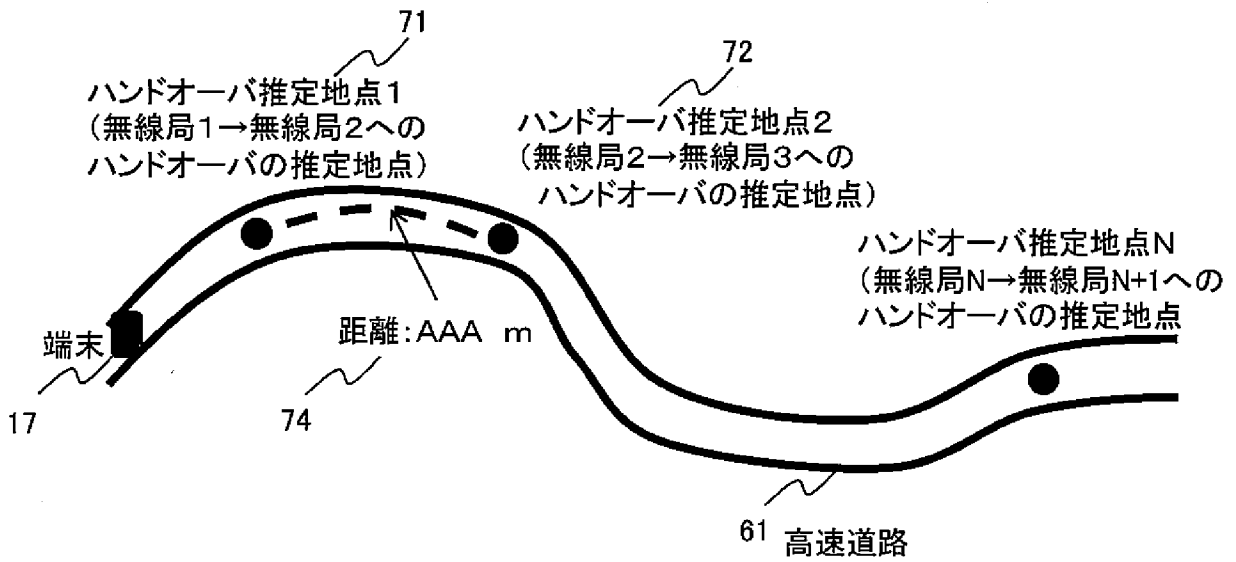 71
ハンドオーバ推定地点1
(無線局1→無線局2への
ハンドオーバの推定地点)
72
ハンドオーバ推定地点2
(無線局2→無線局3への
ハンドオーバの推定地点)
ハンドオーバ推定地点N
(無線局N→無線局N+1への
ハンドオーバの推定地点
端末
17
距離:AAA m
74
61
高速道路